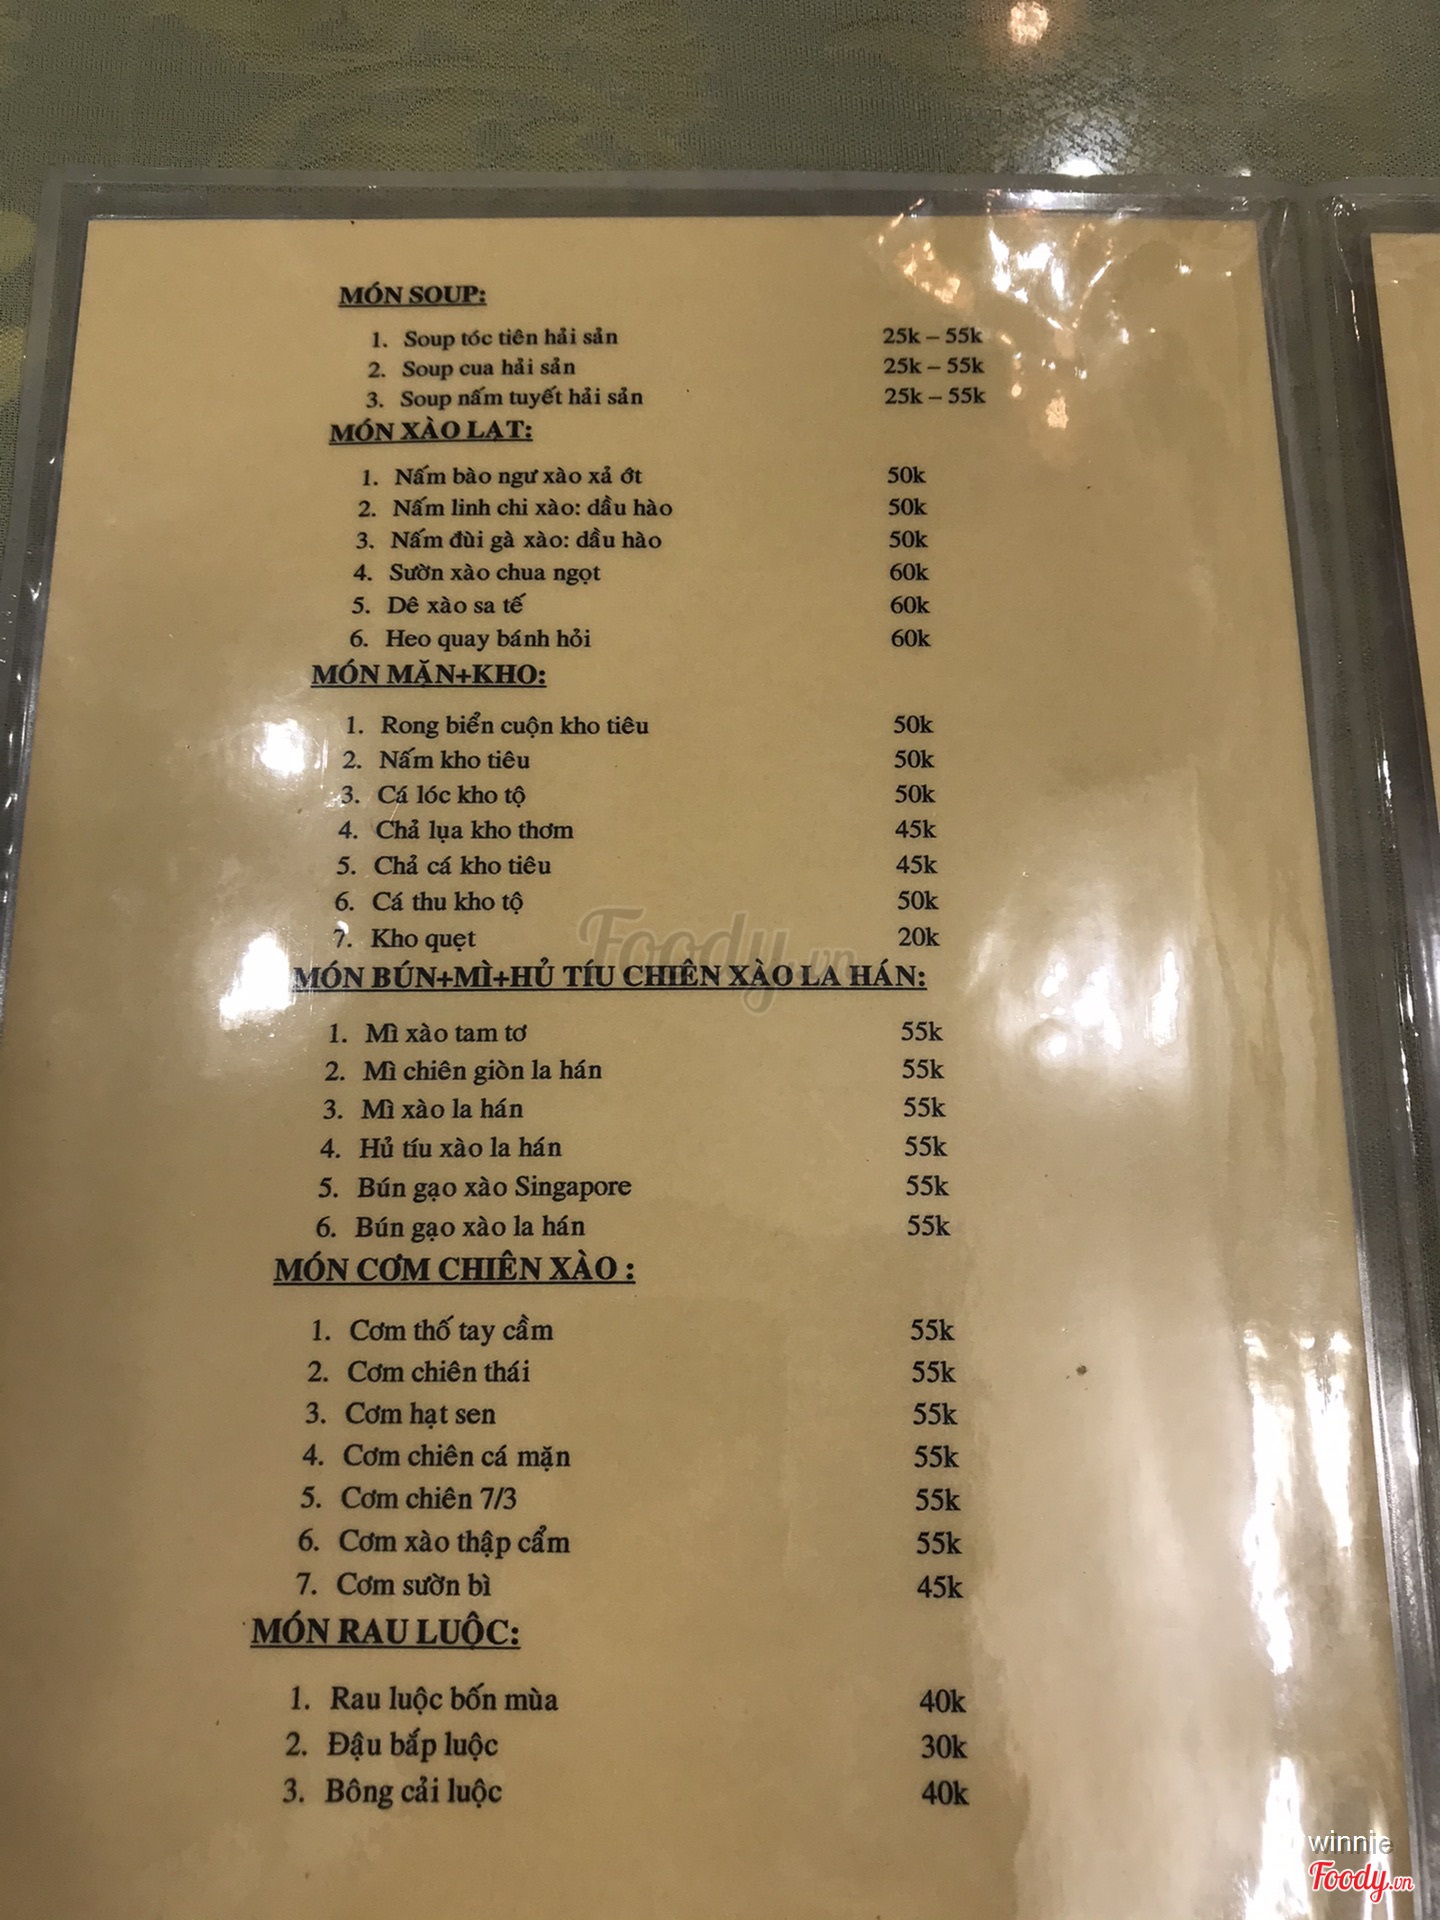 MÓN SOUP:
1. Soup tóc tiên hải sản 25k – 55k
2. Soup cua hải sản 25k – 55k
3. Soup nấm tuyết hải sản 25k – 55k
MÓN XÀO LẠT:
1. Nấm bào ngư xào xả ớt 50k
2. Nấm linh chi xào: dầu hào 50k
3. Nấm đùi gà xào: dầu hào 50k
4. Sườn xào chua ngọt 60k
5. Dê xào sa tế 60k
6. Heo quay bánh hỏi 60k
MÓN MẶN+KHO:
1. Rong biển cuộn kho tiêu 50k
2. Nấm kho tiêu 50k
3. Cá lóc kho tộ 50k
4. Chả lụa kho thơm 45k
5. Chả cá kho tiêu 45k
6. Cá thu kho tộ 50k
7. Kho quẹt 20k
Foody.vn
MÓN BÚN+MÌ+HỦ TÍU CHIÊN XÀO LA HÁN:
1. Mì xào tam tơ 55k
2. Mì chiên giòn la hán 55k
3. Mì xào la hán 55k
4. Hủ tíu xào la hán 55k
5. Bún gạo xào Singapore 55k
6. Bún gạo xào la hán 55k
MÓN CƠM CHIÊN XÀO :
1. Cơm thố tay cầm 55k
2. Cơm chiên thái 55k
3. Cơm hạt sen 55k
4. Cơm chiên cá mặn 55k
5. Cơm chiên 7/3 55k
6. Cơm xào thập cẩm 55k
7. Cơm sườn bì 45k
MÓN RAU LUỘC:
1. Rau luộc bốn mùa 40k
2. Đậu bắp luộc 30k
3. Bông cải luộc 40k
winnie
Foody.vn